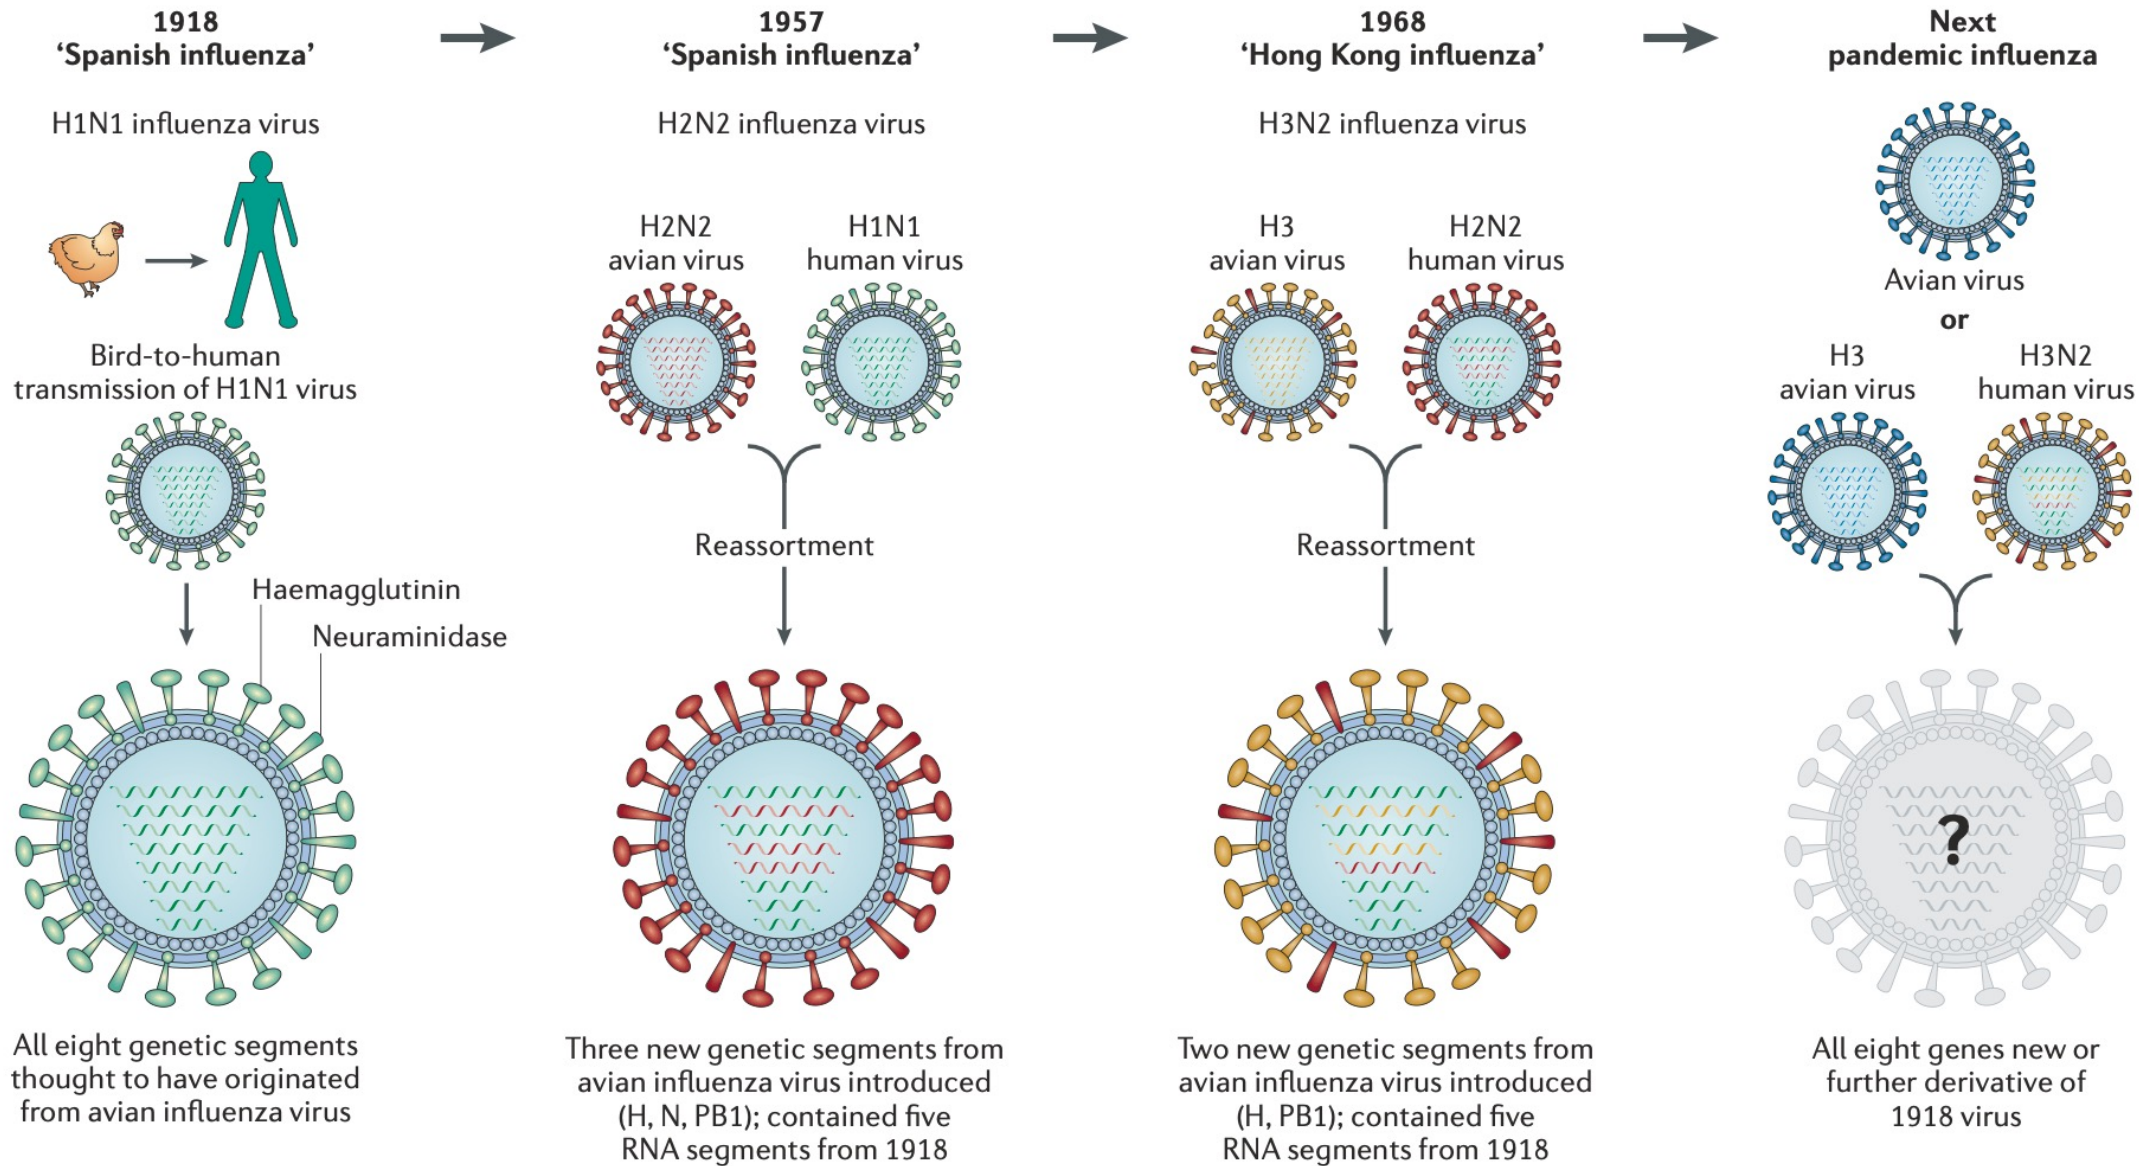 1918
‘Spanish influenza’
H1N1 influenza virus
Bird-to-human
transmission of H1N1 virus
Haemagglutinin
Neuraminidase
All eight genetic segments
thought to have originated
from avian influenza virus
1957
‘Spanish influenza’
H2N2 influenza virus
H2N2
avian virus
H1N1
human virus
Reassortment
Three new genetic segments from
avian influenza virus introduced
(H, N, PB1); contained five
RNA segments from 1918
1968
‘Hong Kong influenza’
H3N2 influenza virus
H3
avian virus
H2N2
human virus
Reassortment
Two new genetic segments from
avian influenza virus introduced
(H, PB1); contained five
RNA segments from 1918
Next
pandemic influenza
Avian virus
or
H3
avian virus
H3N2
human virus
?
All eight genes new or
further derivative of
1918 virus